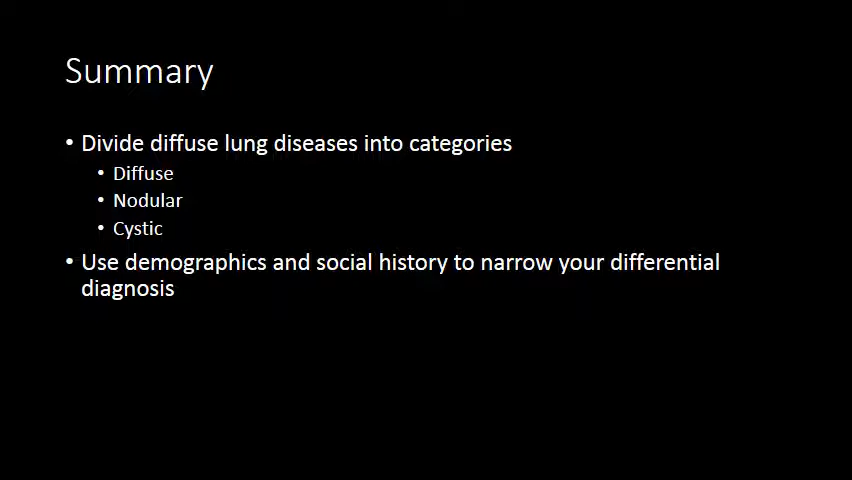 Summary
• Divide diffuse lung diseases into categories
• Diffuse
• Nodular
• Cystic
• Use demographics and social history to narrow your differential
diagnosis